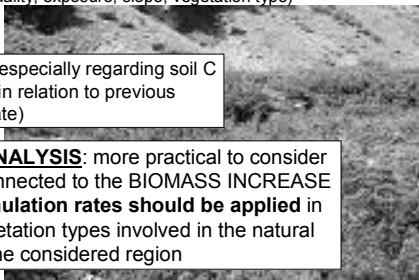 uality, exposure, slope, vegetation type)
especially regarding soil C
in relation to previous
te)
NALYSIS: more practical to consider
nnected to the BIOMASS INCREASE
ulation rates should be applied in
etation types involved in the natural
he considered region